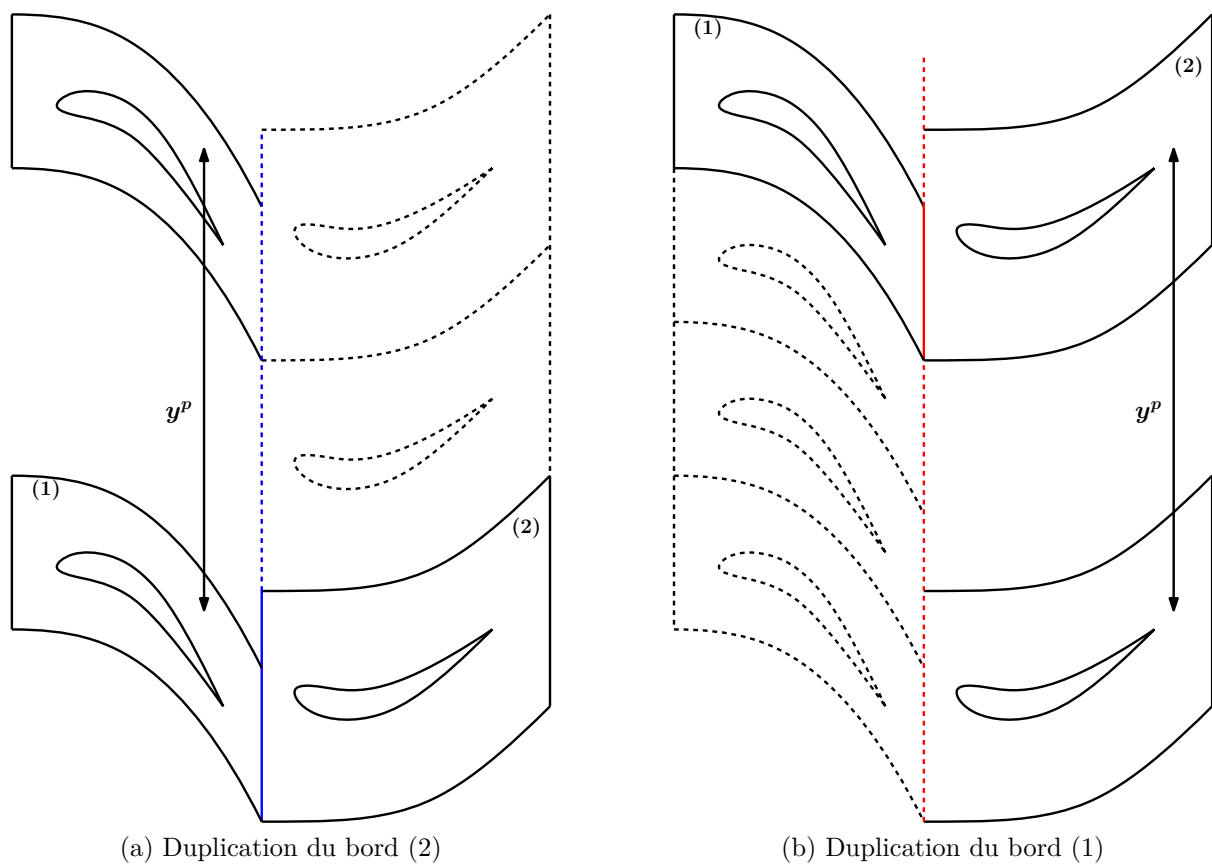 (1)
(2)
y^p
y^p
(1)
(2)
(a) Duplication du bord (2)
(b) Duplication du bord (1)